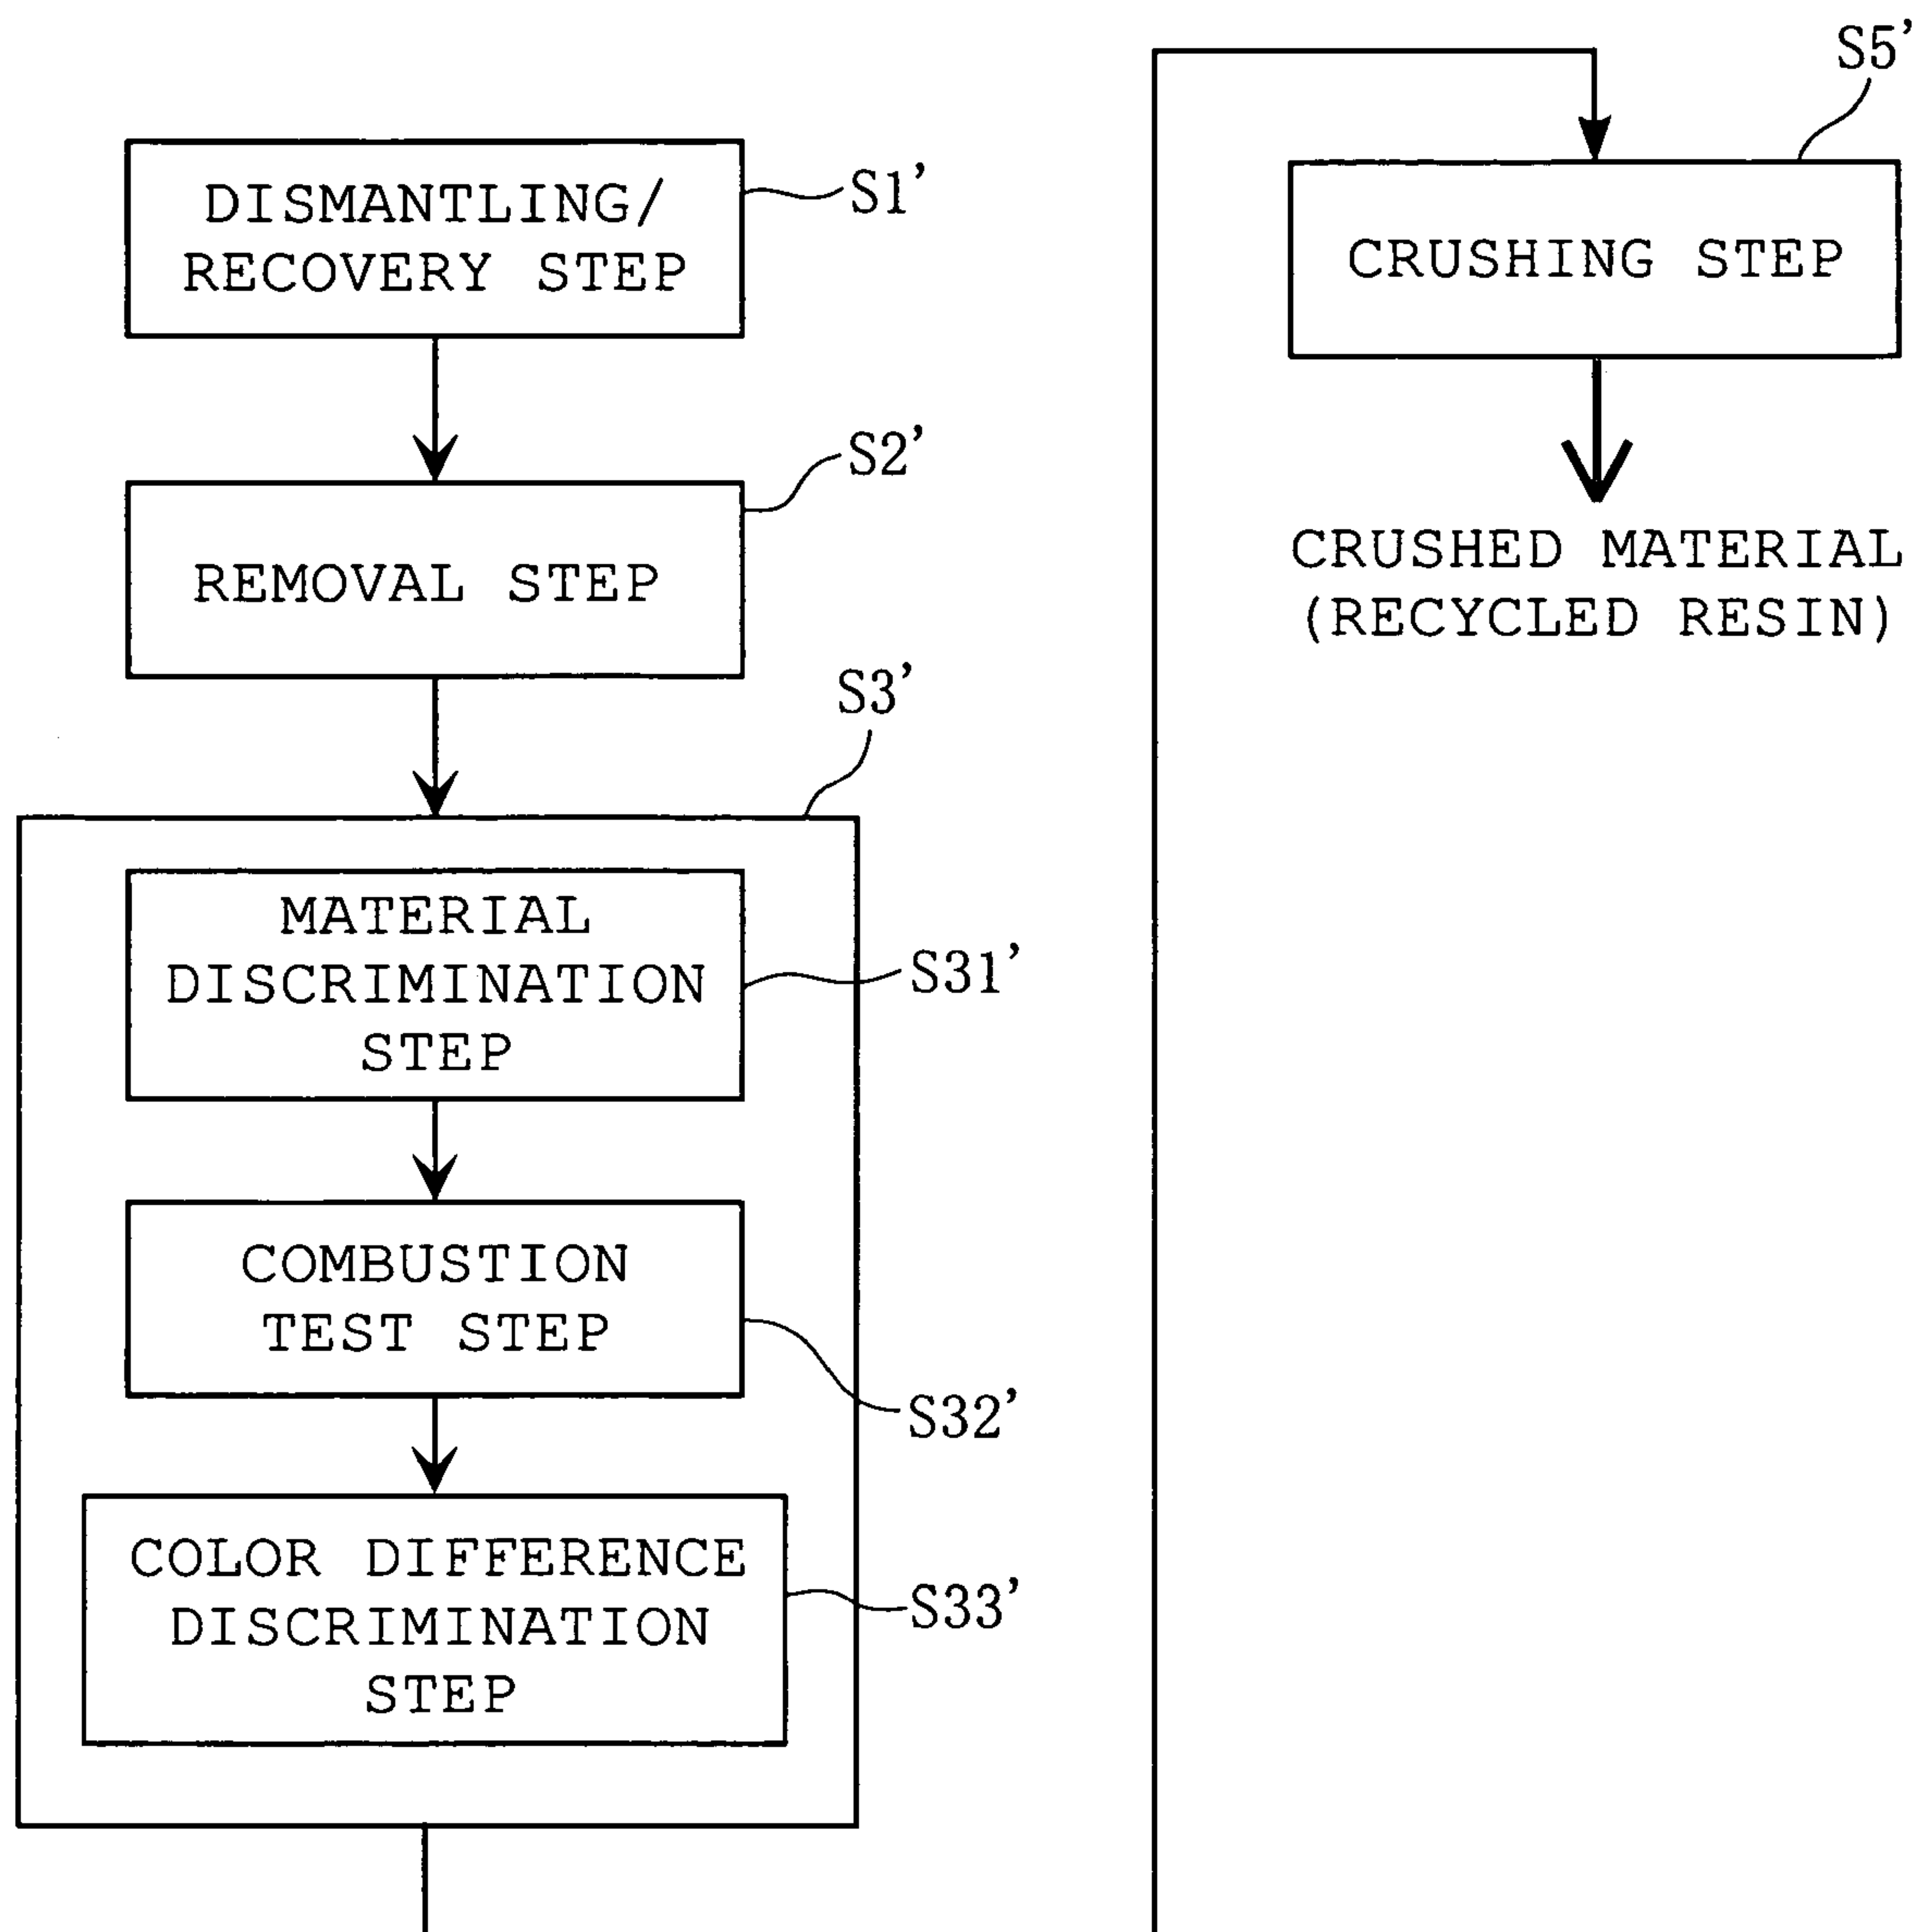 DISMANTLING/
RECOVERY STEP
S1’
REMOVAL STEP
S2’
S3’
MATERIAL
DISCRIMINATION
STEP
S31’
COMBUSTION
TEST STEP
S32’
COLOR DIFFERENCE
DISCRIMINATION
STEP
S33’
S5’
CRUSHING STEP
CRUSHED MATERIAL
(RECYCLED RESIN)